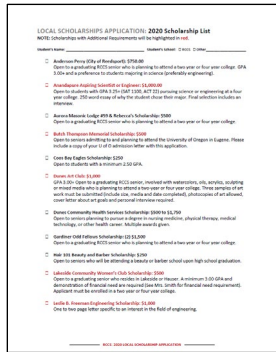 LOCAL SCHOLARSHIPS APPLICATION: 2020 Scholarship List
NOTE: Scholarships with Additional Requirements will be highlighted in red.
Student's Name: Student's School: □ RCCS □ Other
□ Anderson Perry (City of Reedsport): $750.00
Open to a graduating RCCS senior who is planning to attend a two year or four year college. GPA
3.00+ and a preference to students majoring in science (preferably engineering).
□ Scientist or Engineer: $1,000.00
Open to students with GPA 3.25+ (SAT 1100, ACT 22) pursuing science or engineering at a four
year college. 250 word essay of why the student chose their major. Final selection includes an
interview.
□ Aurora Masonic Lodge #59 & Rebecca's Scholarship: $500
Open to a graduating RCCS senior who is planning to attend a two year or four year college.
□ Butch Thompson Memorial Scholarship: $500
Open to seniors admitting to and planning to attend the University of Oregon in Eugene. Please
include a copy of your U of O admission letter with this application.
□ Coos Bay Eagles Scholarship: $250
Open to students with a minimum 2.50 GPA.
□ Dunes Art Club: $1,000
GPA 3.00+ Open to a graduating RCCS senior, involved with watercolors, oils, acrylics, sculpting
or mixed media who is planning to attend a two-year or four year college. Three samples of art
work must be submitted (include size, media and date completed), photocopies of art allowed,
cover letter about art goals and personal interview required.
□ Dunes Community Health Services Scholarship: $500 to $1,750
Open to seniors planning to pursue a degree in nursing medicine, physical therapy, medical
technology, or other health career. Multiple awards given.
□ Gardiner Odd Fellows Scholarship: (2) $1,500
Open to a graduating RCCS senior who is planning to attend a two-year or four year college.
□ Hair 101 Beauty and Barber Scholarship: $250
Open to seniors who will be attending a beauty or barber school upon high school graduation.
□ Lakeside Community Women's Club Scholarship: $500
Open to a graduating senior who resides in Lakeside or Hauser. A minimum 3.00 GPA and
demonstration of financial need are required (See Mrs. Smith for financial need requirement).
Applicant must be enrolled in a two year or four year college.
□ Leslie B. Freeman Engineering Scholarship: $1,000
One to two page letter specific to an interest in the field of engineering.
RCCS 2020 LOCAL SCHOLARSHIP APPLICATION